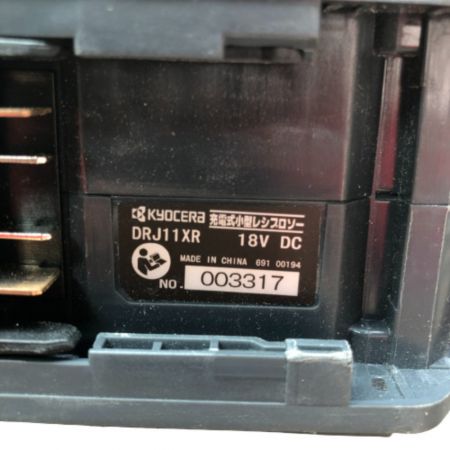 KYOCERA 充電式小型レシプロソー
DRJ11XR 18V DC
MADE IN CHINA 691 00194
NO. 003317